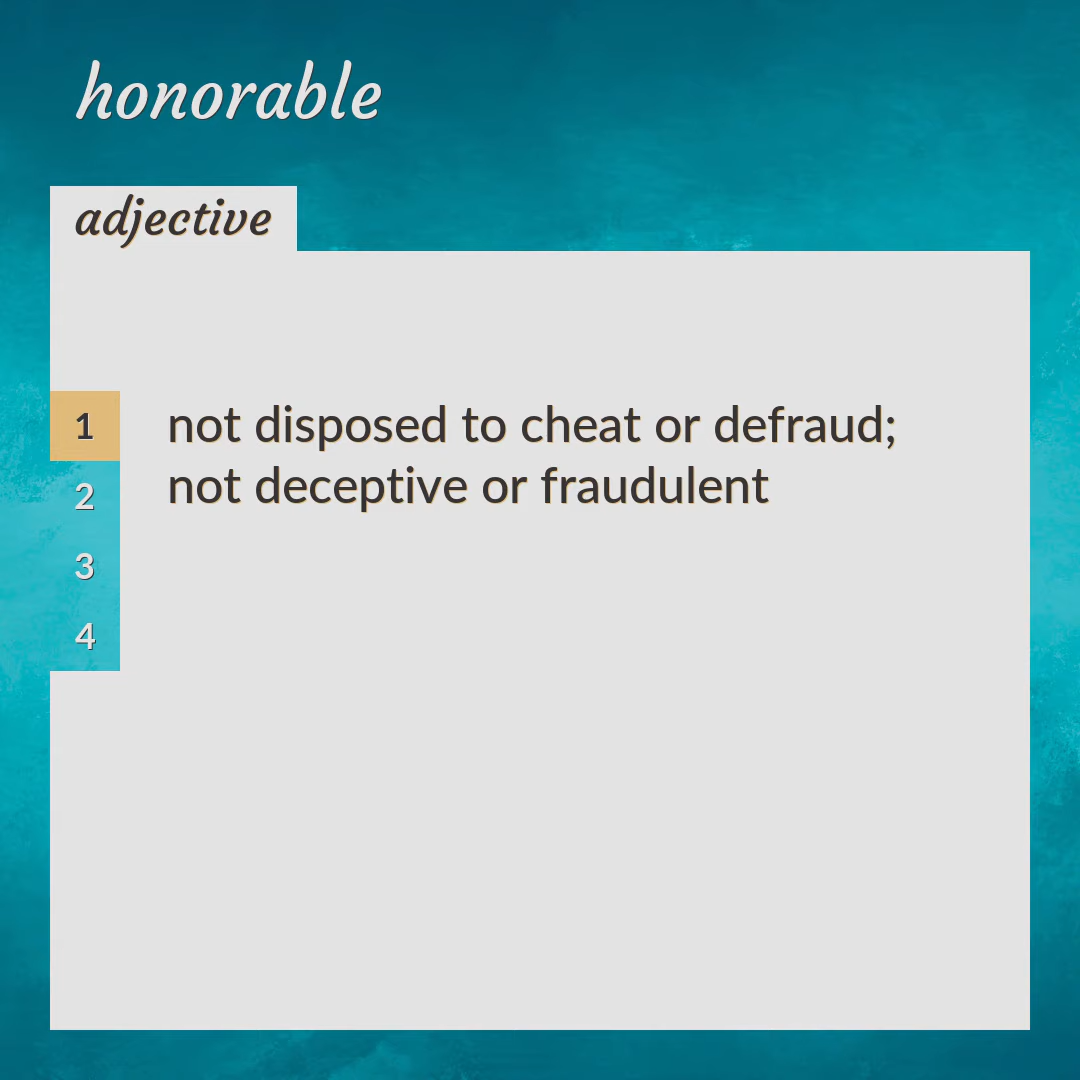 honorable
adjective
1
not disposed to cheat or defraud;
not deceptive or fraudulent
2
3
4